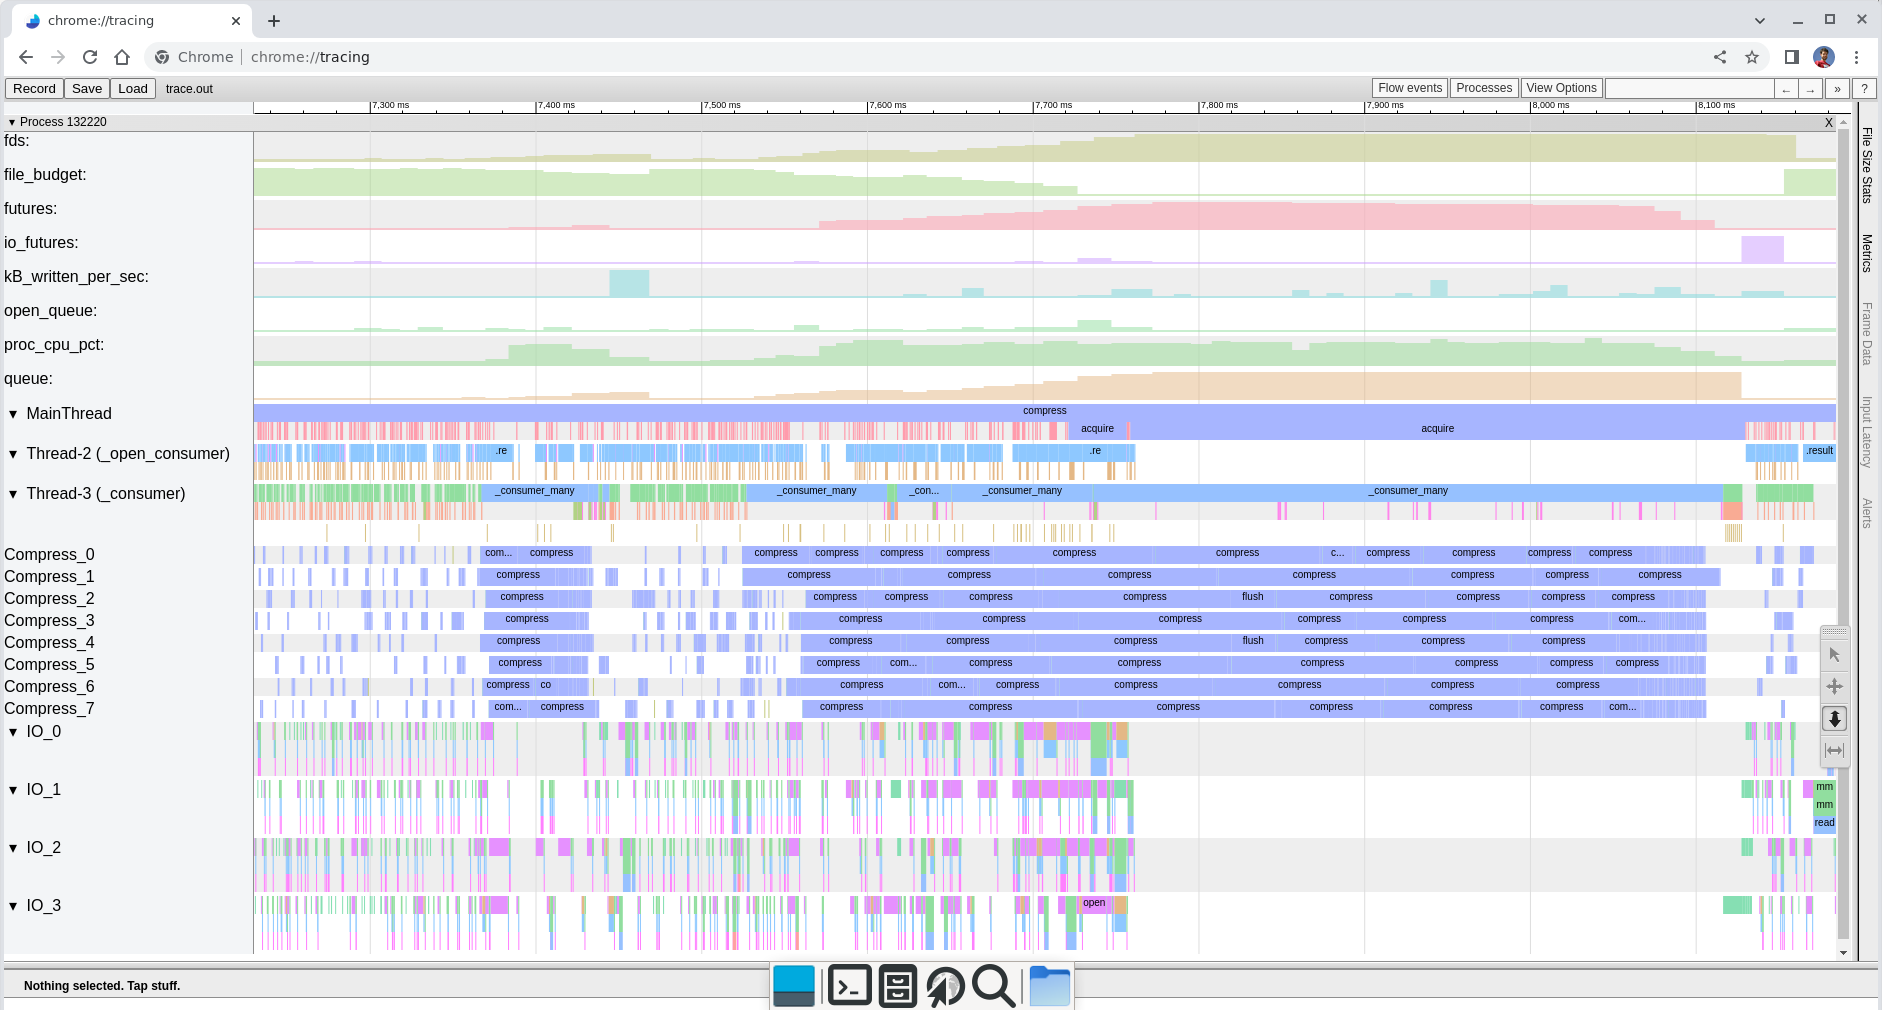 chrome://tracing
Chrome chrome://tracing
Record Save Load trace.out Flow events Processes View Options ← → » ?
7,300 ms 7,400 ms 7,500 ms 7,600 ms 7,700 ms 7,800 ms 7,900 ms 8,000 ms 8,100 ms
Process 132220 X
fds:
file_budget:
futures:
io_futures:
kB_written_per_sec:
open_queue:
proc_cpu_pct:
queue:
MainThread compress
acquire acquire
Thread-2 (_open_consumer) .re .re .result
Thread-3 (_consumer) _consumer_many _consumer_many _con... _consumer_many _consumer_many
Compress_0 com... compress compress compress compress compress compress compress c... compress compress compress compress
Compress_1 compress compress compress compress compress compress compress compress
Compress_2 compress compress compress compress compress flush compress compress compress compress
Compress_3 compress compress compress compress compress compress compress com...
Compress_4 compress compress compress compress flush compress compress compress
Compress_5 compress compress com... compress compress compress compress compress compress
Compress_6 compress co compress com... compress compress compress compress compress
Compress_7 com... compress compress compress compress compress compress compress com...
IO_0
IO_1 mm
mm
read
IO_2
IO_3 open
File Size Stats
Metrics
Frame Data
Input Latency
Alerts
Nothing selected. Tap stuff.